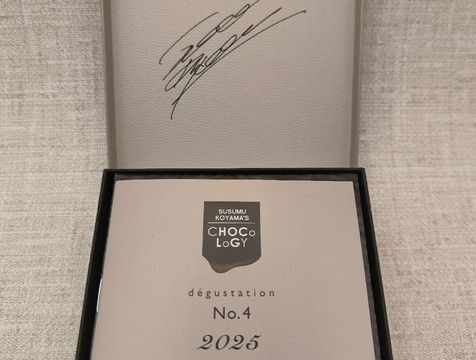 SUSUMU
KOYAMA'S
CHOCo
LoGY
dégustation
No.4
2025